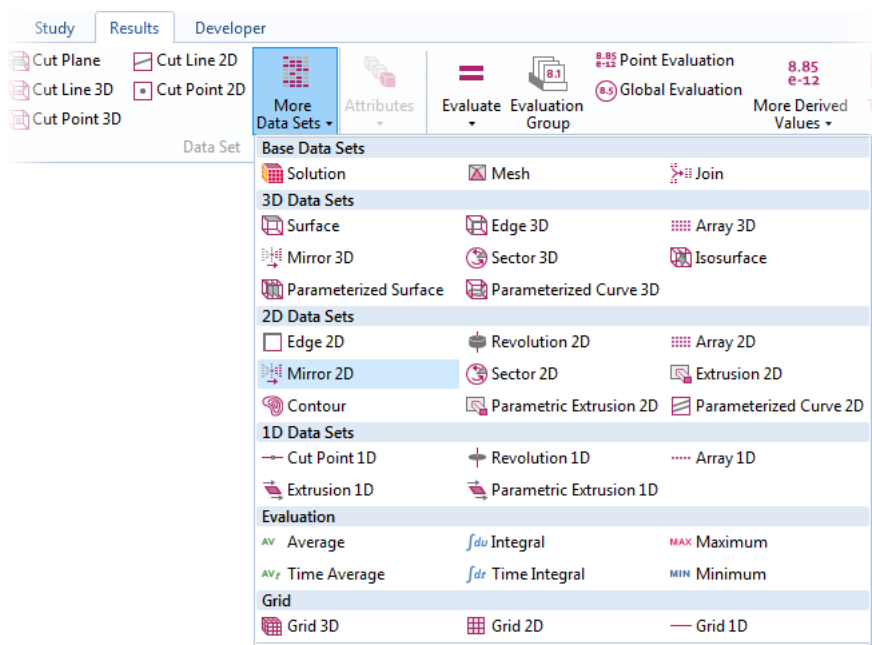 Study Results Developer
Cut Plane Cut Line 2D
Cut Line 3D Cut Point 2D
Cut Point 3D
More
Data Sets
Attributes
Data Set
Evaluate
8.1
Evaluation
Group
8.85
e-12
Point Evaluation
8.5
Global Evaluation
8.85
e-12
More Derived
Values
Base Data Sets
Solution Mesh Join
3D Data Sets
Surface Edge 3D Array 3D
Mirror 3D Sector 3D Isosurface
Parameterized Surface Parameterized Curve 3D
2D Data Sets
Edge 2D Revolution 2D Array 2D
Mirror 2D Sector 2D Extrusion 2D
Contour Parametric Extrusion 2D Parameterized Curve 2D
1D Data Sets
Cut Point 1D Revolution 1D Array 1D
Extrusion 1D Parametric Extrusion 1D
Evaluation
AV Average ∫du Integral MAX Maximum
AVt Time Average ∫dt Time Integral MIN Minimum
Grid
Grid 3D Grid 2D Grid 1D